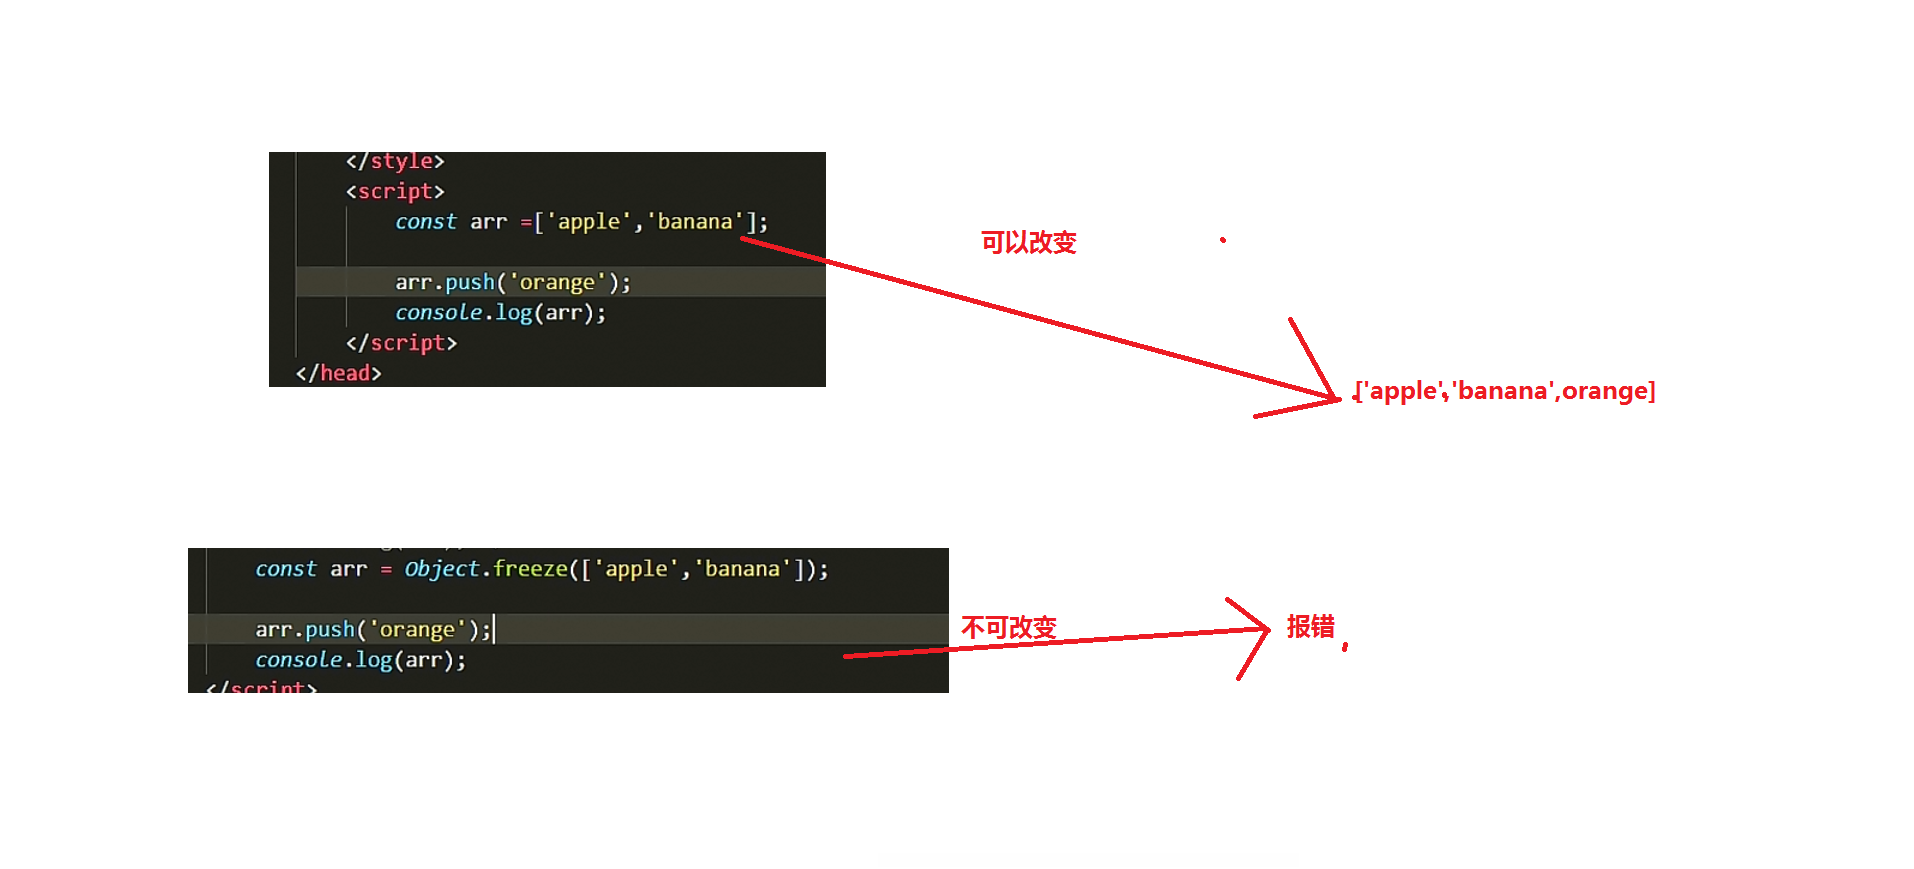 </style>
<script>
const arr =['apple','banana'];
arr.push('orange');
console.log(arr);
</script>
</head>
可以改变
['apple','banana',orange]
const arr = Object.freeze(['apple','banana']);
arr.push('orange');
console.log(arr);
</script>
不可改变
报错